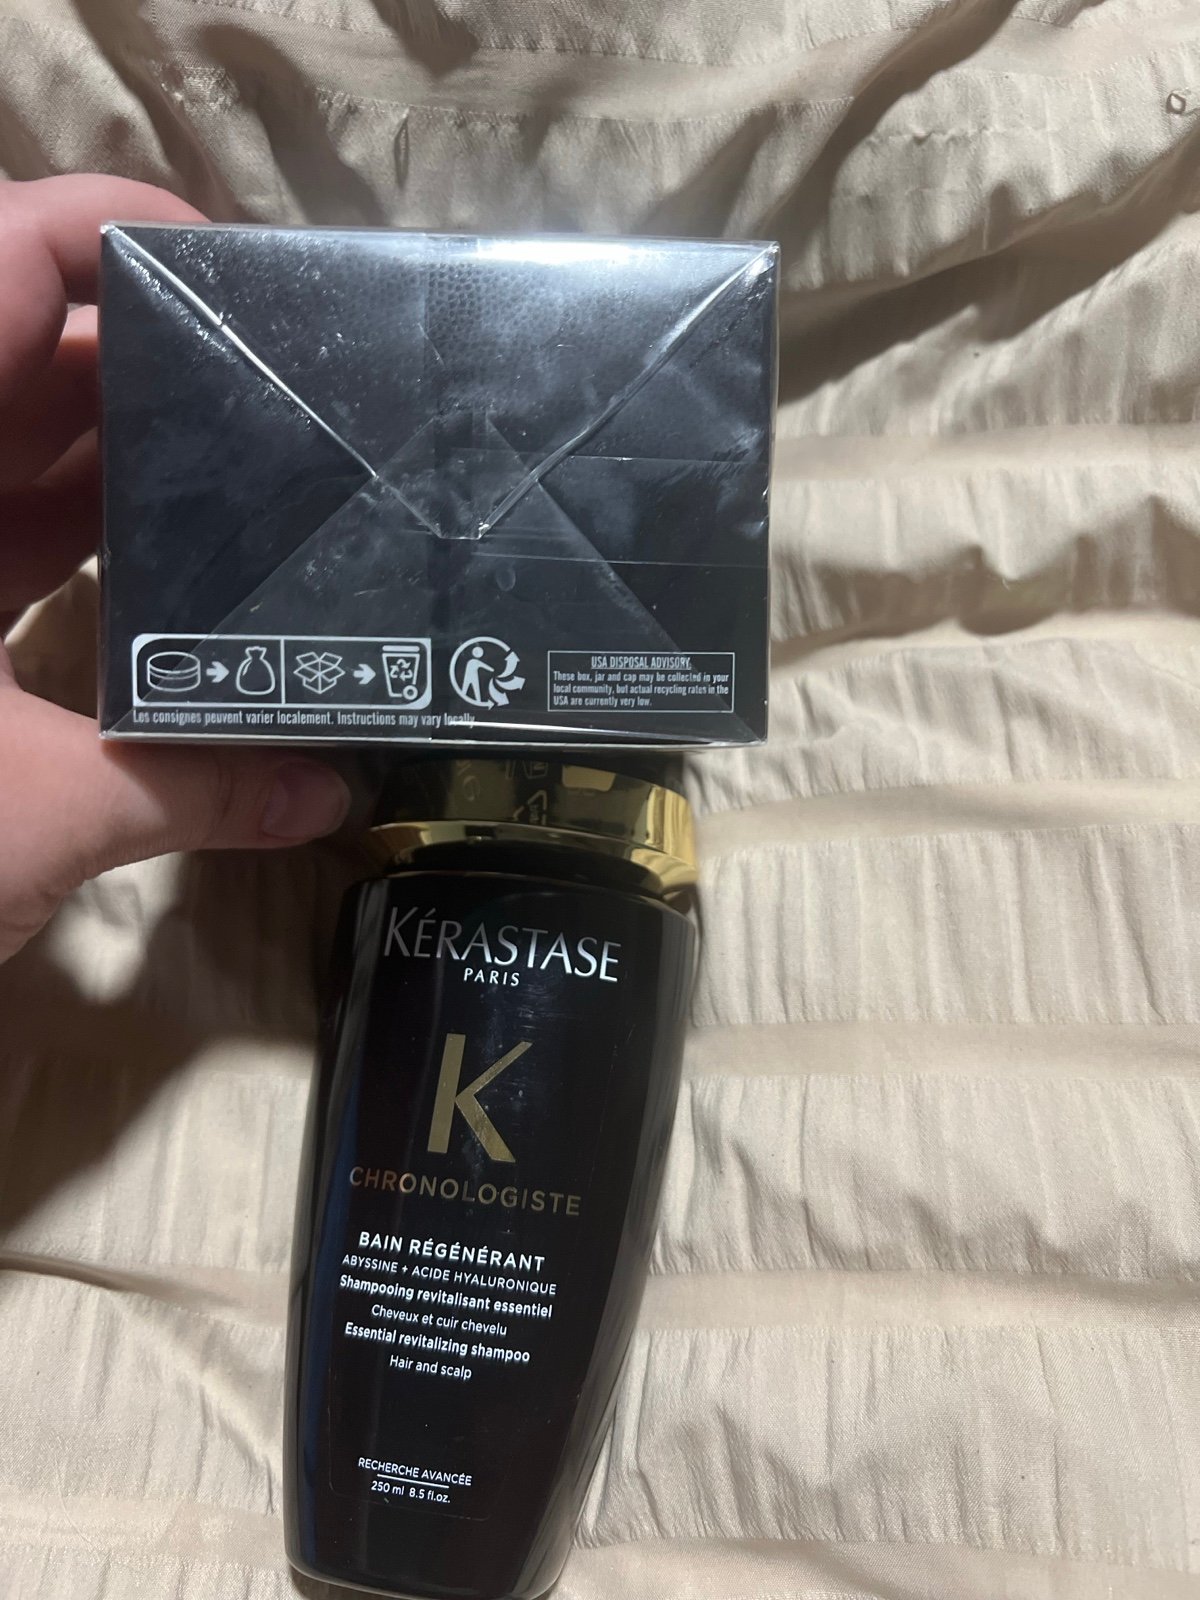 Les consignes peuvent varier localement. Instructions may vary locally
USA DISPOSAL ADVISORY:
These box, jar and cap may be collected in your
local community, but actual recycling rates in the
USA are currently very low.
KÉRASTASE
PARIS
K
CHRONOLOGISTE
BAIN RÉGÉNÉRANT
ABYSSINE + ACIDE HYALURONIQUE
Shampooing revitalisant essentiel
Cheveux et cuir chevelu
Essential revitalizing shampoo
Hair and scalp
RECHERCHE AVANCÉE
250 ml 8.5 fl.oz.